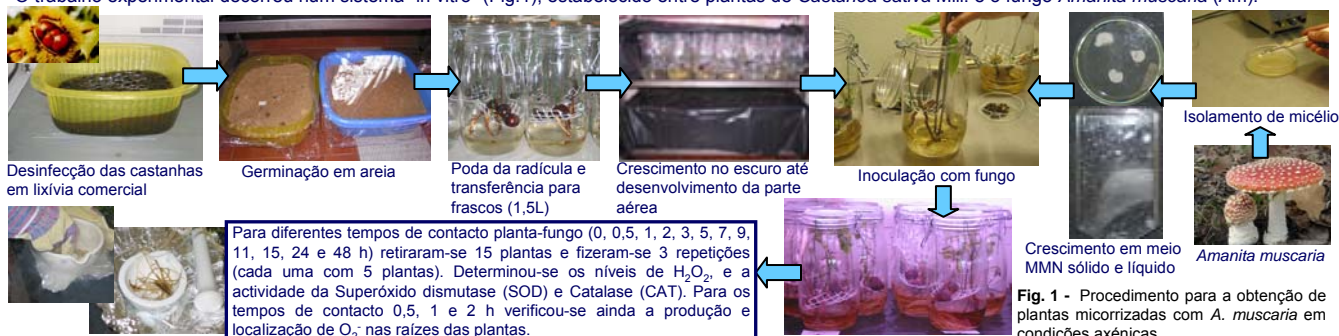 O trabalho experimental decorreu num sistema "in vitro" (Fig.1), estabelecido entre plantas de Castanea sativa Mill. e o fungo Amanita muscaria (Am).
Desinfecção das castanhas
em lixívia comercial
Germinação em areia
Poda da radícula e
transferência para
frascos (1,5L)
Crescimento no escuro até
desenvolvimento da parte
aérea
Inoculação com fungo
Isolamento de micélio
Crescimento em meio
MMN sólido e líquido
Amanita muscaria
Para diferentes tempos de contacto planta-fungo (0, 0,5, 1, 2, 3, 5, 7, 9,
11, 15, 24 e 48 h) retiraram-se 15 plantas e fizeram-se 3 repetições
(cada uma com 5 plantas). Determinou-se os níveis de H₂O₂, e a
actividade da Superóxido dismutase (SOD) e Catalase (CAT). Para os
tempos de contacto 0,5, 1 e 2 h verificou-se ainda a produção e
localização de O₂⁻ nas raízes das plantas.
Fig. 1 - Procedimento para a obtenção de
plantas micorrizadas com A. muscaria em
condições axénicas